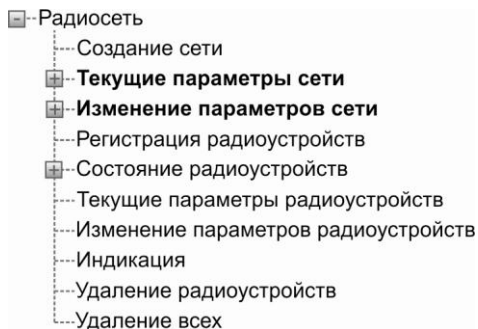 Радиосеть
Создание сети
Текущие параметры сети
Изменение параметров сети
Регистрация радиоустройств
Состояние радиоустройств
Текущие параметры радиоустройств
Изменение параметров радиоустройств
Индикация
Удаление радиоустройств
Удаление всех